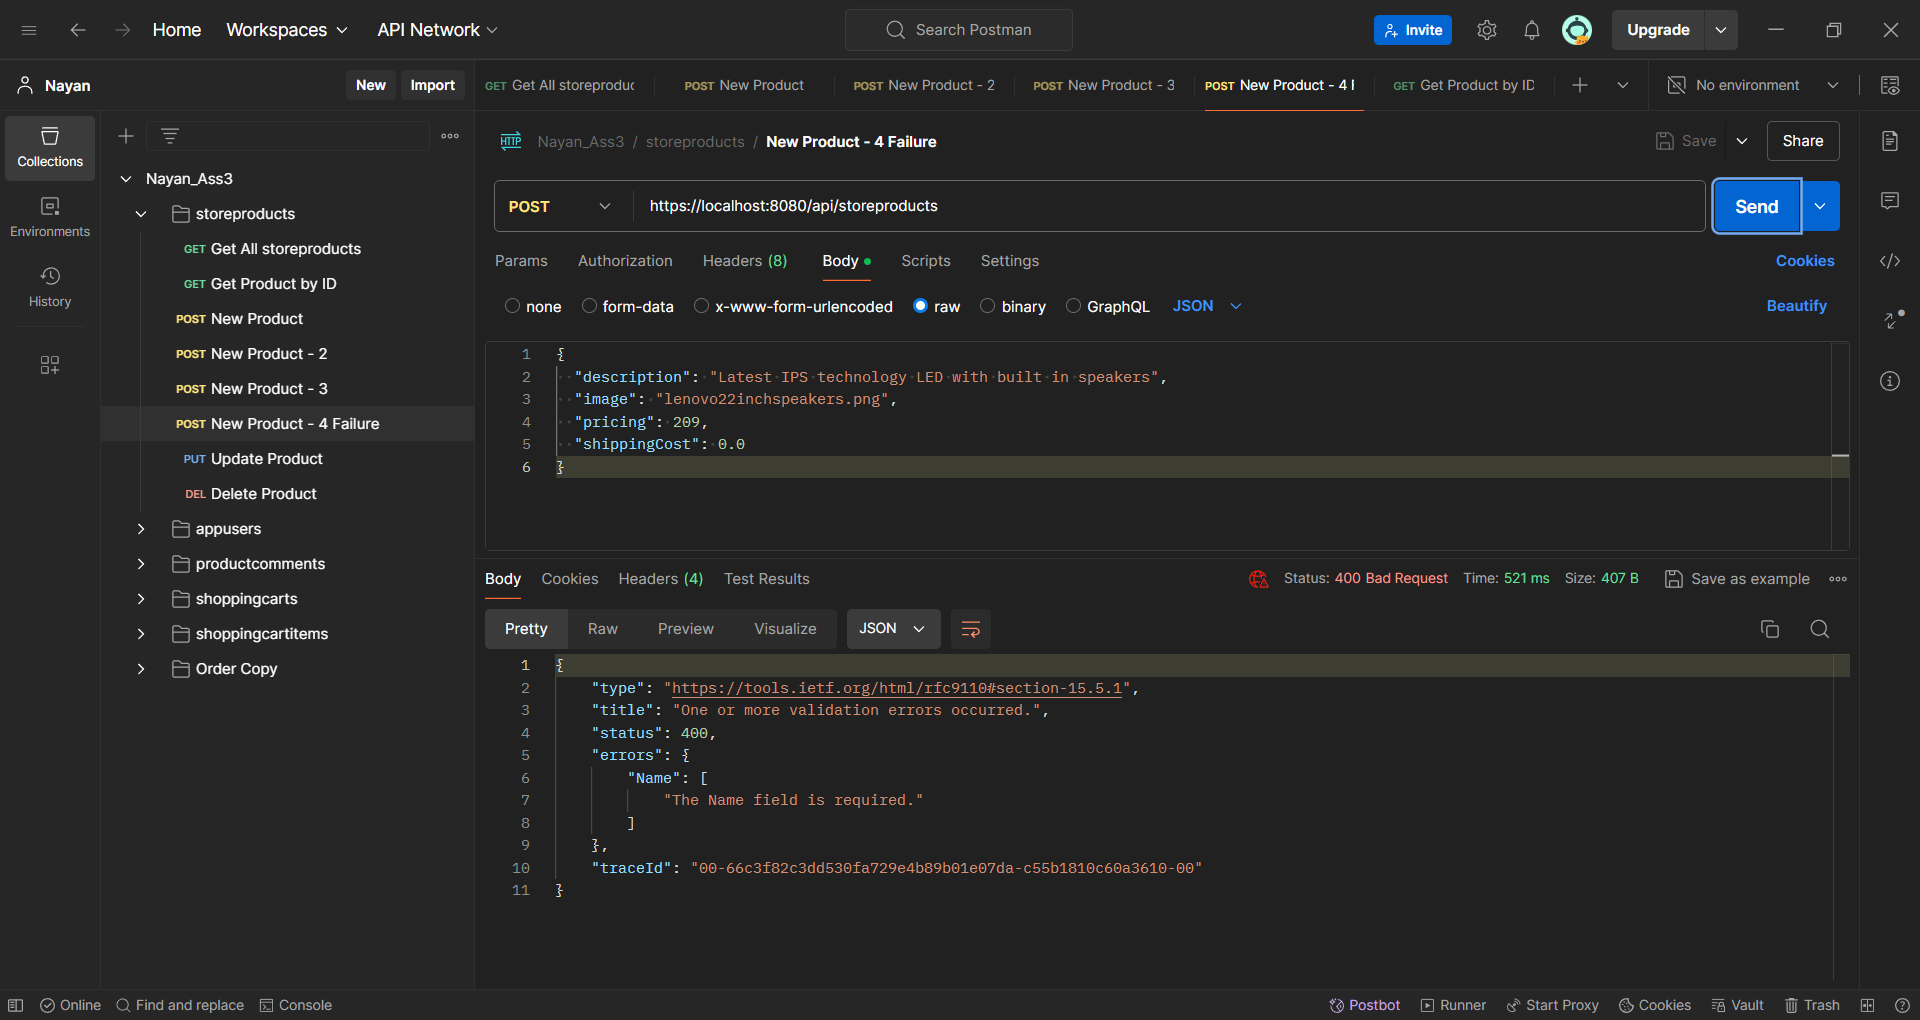 Home Workspaces API Network Search Postman Invite Upgrade
Nayan New Import GET Get All storeproduc POST New Product POST New Product - 2 POST New Product - 3 POST New Product - 4 GET Get Product by ID No environment
Collections
Environments
History
Nayan_Ass3
storeproducts
GET Get All storeproducts
GET Get Product by ID
POST New Product
POST New Product - 2
POST New Product - 3
POST New Product - 4 Failure
PUT Update Product
DEL Delete Product
appusers
productcomments
shoppingcarts
shoppingcartitems
Order Copy
HTTP Nayan_Ass3 / storeproducts / New Product - 4 Failure Save Share
POST https://localhost:8080/api/storeproducts Send
Params Authorization Headers (8) Body Scripts Settings Cookies
none form-data x-www-form-urlencoded raw binary GraphQL JSON Beautify
1 {
2 "description": "Latest IPS technology LED with built in speakers",
3 "image": "lenovo22inchspeakers.png",
4 "pricing": 209,
5 "shippingCost": 0.0
6 }
Body Cookies Headers (4) Test Results Status: 400 Bad Request Time: 521 ms Size: 407 B Save as example
Pretty Raw Preview Visualize JSON
1 {
2 "type": "https://tools.ietf.org/html/rfc9110#section-15.5.1",
3 "title": "One or more validation errors occurred.",
4 "status": 400,
5 "errors": {
6 "Name": [
7 "The Name field is required."
8 ]
9 },
10 "traceId": "00-66c3f82c3dd530fa729e4b89b01e07da-c55b1810c60a3610-00"
11 }
Online Find and replace Console Postbot Runner Start Proxy Cookies Vault Trash